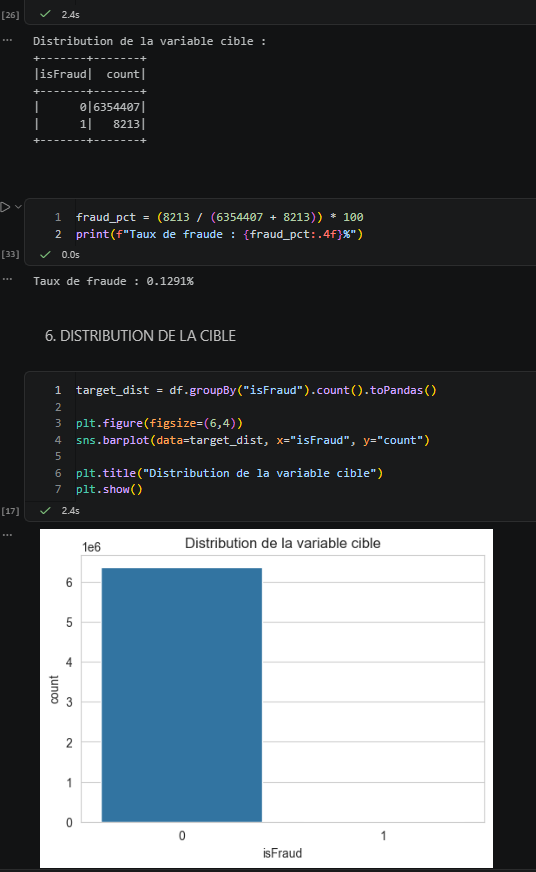 [26] 2.4s
Distribution de la variable cible :
+-------+-------+
|isFraud|  count|
+-------+-------+
|      0|6354407|
|      1|   8213|
+-------+-------+
1 fraud_pct = (8213 / (6354407 + 8213)) * 100
2 print(f"Taux de fraude : {fraud_pct:.4f}%")
[33] 0.0s
Taux de fraude : 0.1291%
6. DISTRIBUTION DE LA CIBLE
1 target_dist = df.groupBy("isFraud").count().toPandas()
2
3 plt.figure(figsize=(6,4))
4 sns.barplot(data=target_dist, x="isFraud", y="count")
5
6 plt.title("Distribution de la variable cible")
7 plt.show()
[17] 2.4s
Distribution de la variable cible
1e6
6
5
4
3
2
1
0
count
0 1
isFraud